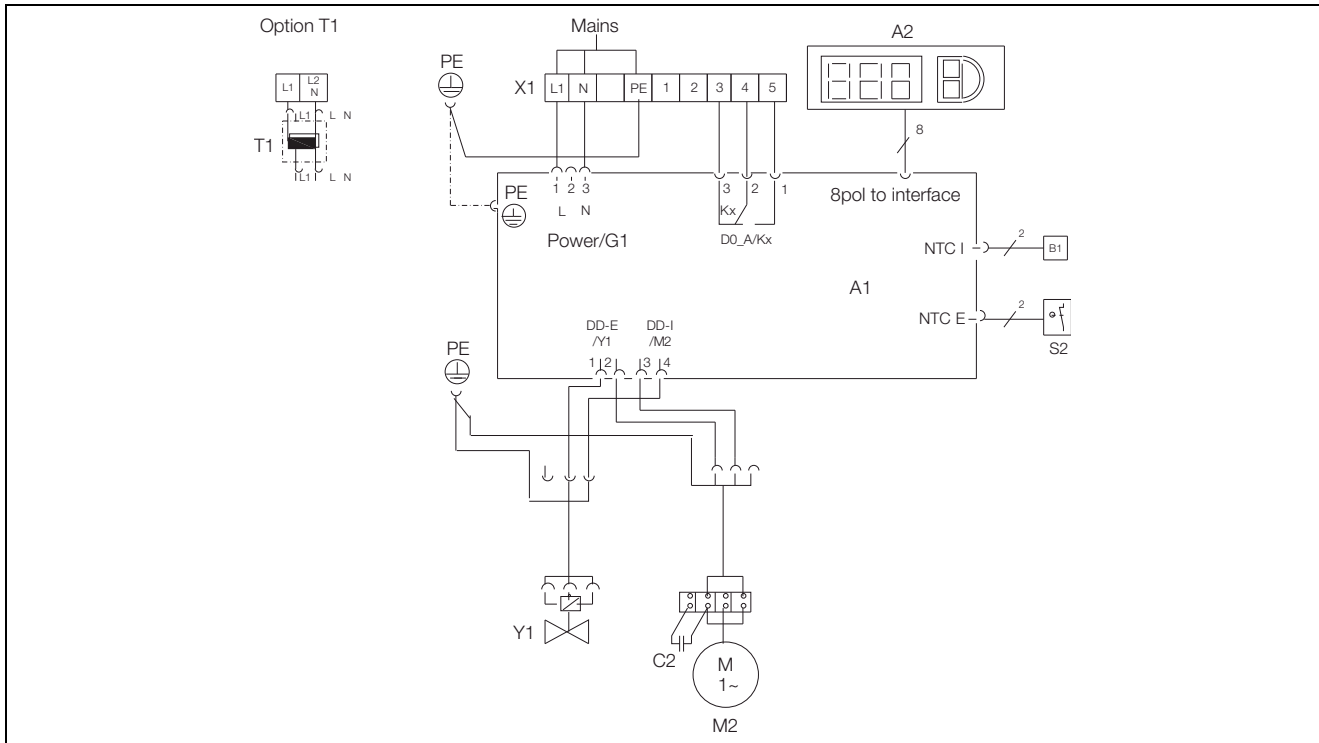 Option T1
Mains
A2
PE
X1 L1 N PE 1 2 3 4 5
L1 L2
N
L1 L N
T1
L1 L N
8
PE
1 2 3
L N
Power/G1
3 2 1
Kx
D0_A/Kx
8pol to interface
NTC I
2
B1
A1
NTC E
2
S2
DD-E
/Y1
DD-I
/M2
1 2 3 4
PE
Y1
C2
M
1~
M2